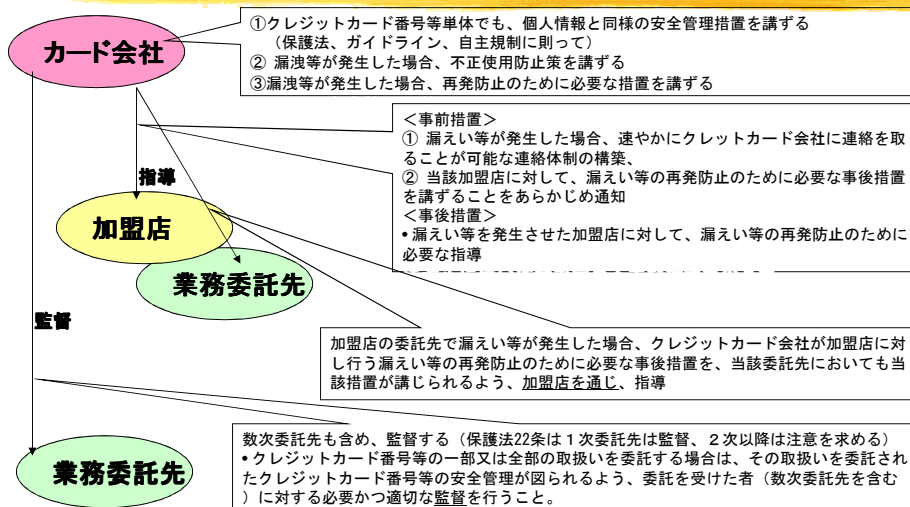 カード会社
①クレジットカード番号等単体でも、個人情報と同様の安全管理措置を講ずる
（保護法、ガイドライン、自主規制に則って）
② 漏洩等が発生した場合、不正使用防止策を講ずる
③漏洩等が発生した場合、再発防止のために必要な措置を講ずる
＜事前措置＞
① 漏えい等が発生した場合、速やかにクレットカード会社に連絡を取
ることが可能な連絡体制の構築、
② 当該加盟店に対して、漏えい等の再発防止のために必要な事後措置
を講ずることをあらかじめ通知
＜事後措置＞
•漏えい等を発生させた加盟店に対して、漏えい等の再発防止のために
必要な指導
指導
加盟店
業務委託先
監督
加盟店の委託先で漏えい等が発生した場合、クレジットカード会社が加盟店に対
し行う漏えい等の再発防止のために必要な事後措置を、当該委託先においても当
該措置が講じられるよう、加盟店を通じ、指導
数次委託先も含め、監督する（保護法22条は１次委託先は監督、２次以降は注意を求める）
•クレジットカード番号等の一部又は全部の取扱いを委託する場合は、その取扱いを委託され
たクレジットカード番号等の安全管理が図られるよう、委託を受けた者（数次委託先を含む
）に対する必要かつ適切な監督を行うこと。
業務委託先